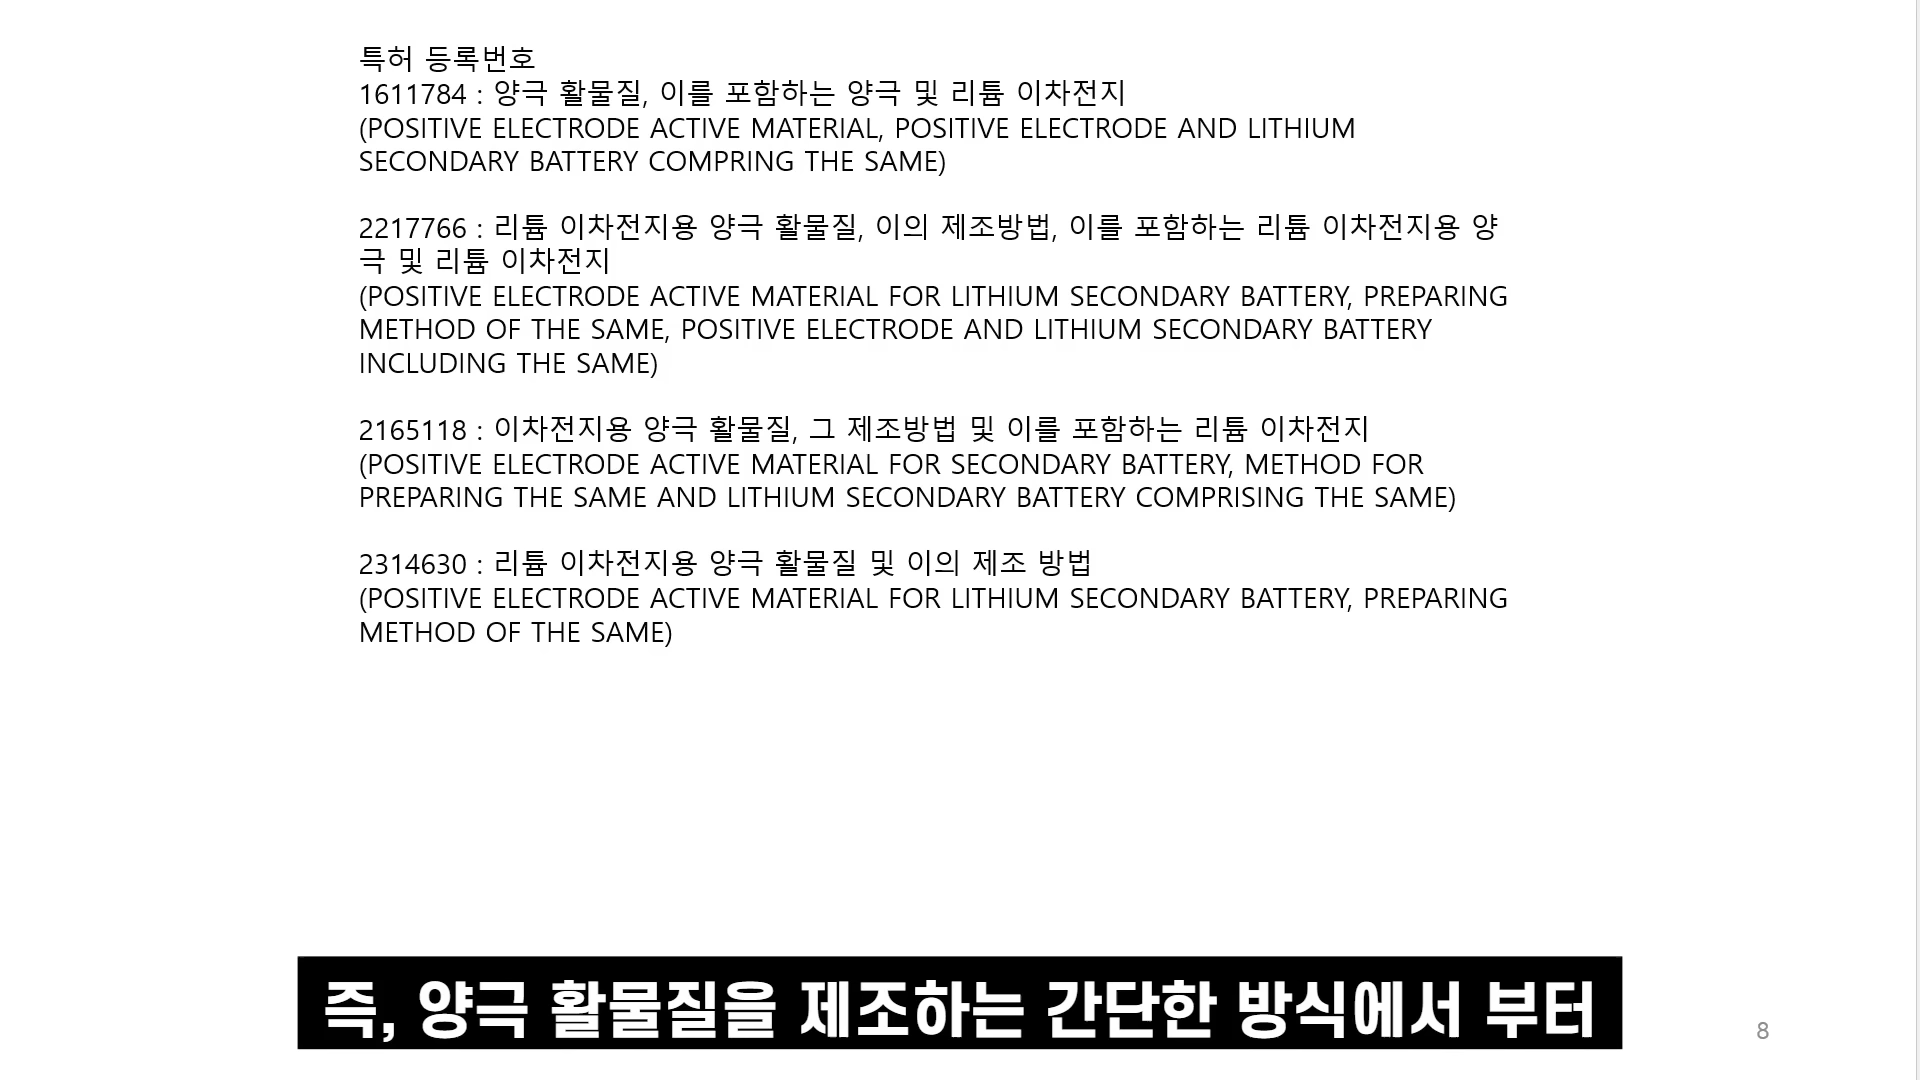 특허 등록번호
1611784 : 양극 활물질, 이를 포함하는 양극 및 리튬 이차전지
(POSITIVE ELECTRODE ACTIVE MATERIAL, POSITIVE ELECTRODE AND LITHIUM
SECONDARY BATTERY COMPRING THE SAME)
2217766 : 리튬 이차전지용 양극 활물질, 이의 제조방법, 이를 포함하는 리튬 이차전지용 양
극 및 리튬 이차전지
(POSITIVE ELECTRODE ACTIVE MATERIAL FOR LITHIUM SECONDARY BATTERY, PREPARING
METHOD OF THE SAME, POSITIVE ELECTRODE AND LITHIUM SECONDARY BATTERY
INCLUDING THE SAME)
2165118 : 이차전지용 양극 활물질, 그 제조방법 및 이를 포함하는 리튬 이차전지
(POSITIVE ELECTRODE ACTIVE MATERIAL FOR SECONDARY BATTERY, METHOD FOR
PREPARING THE SAME AND LITHIUM SECONDARY BATTERY COMPRISING THE SAME)
2314630 : 리튬 이차전지용 양극 활물질 및 이의 제조 방법
(POSITIVE ELECTRODE ACTIVE MATERIAL FOR LITHIUM SECONDARY BATTERY, PREPARING
METHOD OF THE SAME)
즉, 양극 활물질을 제조하는 간단한 방식에서 부터
8